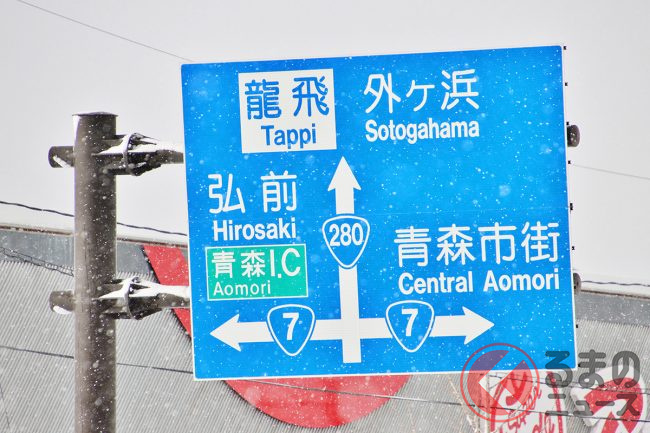 龍飛
Tappi
外ヶ浜
Sotogahama
弘前
Hirosaki
青森I.C
Aomori
280
青森市街
Central Aomori
7
7
くるまの
ニュース